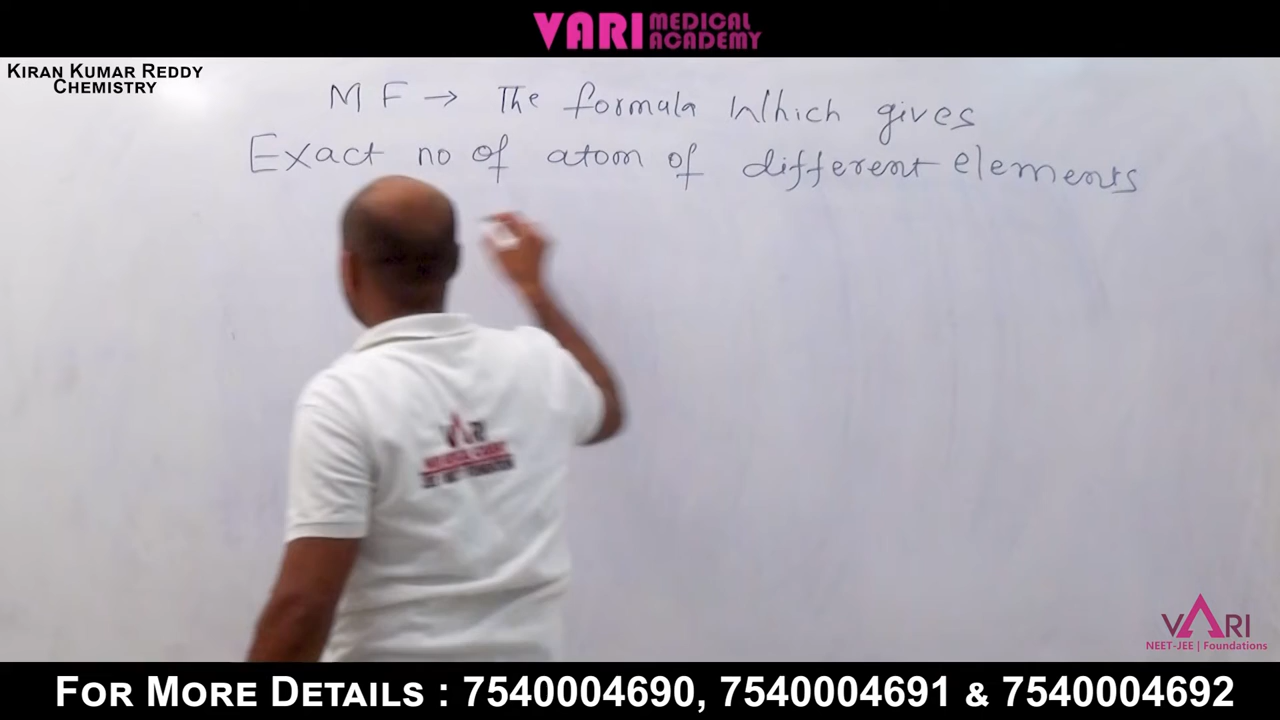 VARI MEDICAL ACADEMY
KIRAN KUMAR REDDY
CHEMISTRY
M F → The formula Which gives
Exact no of atom of different elements
VARI
VARI
NEET-JEE | Foundations
FOR MORE DETAILS : 7540004690, 7540004691 & 7540004692